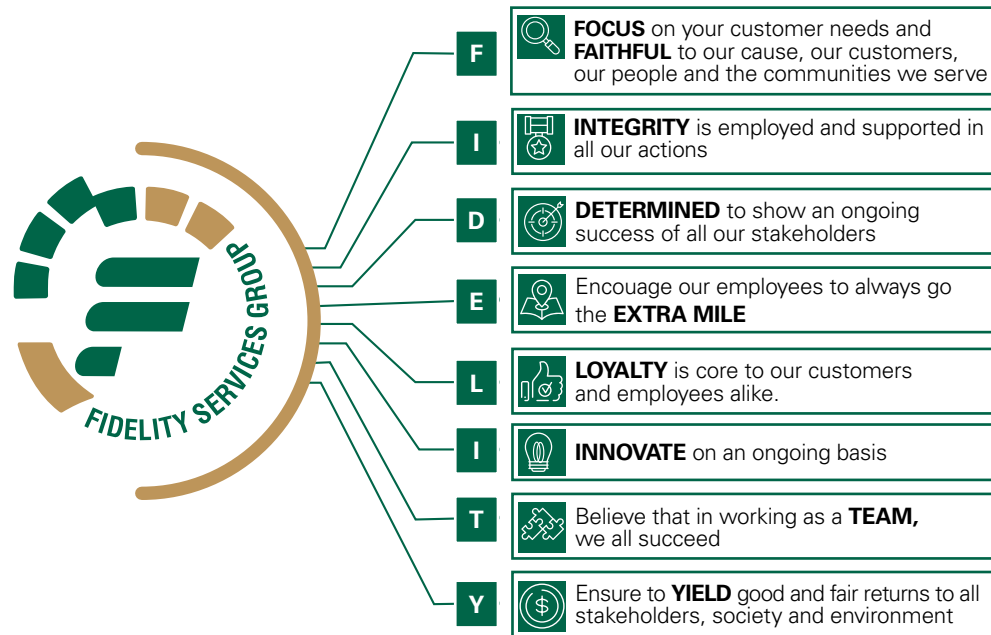 FIDELITY SERVICES GROUP
F
FOCUS on your customer needs and
FAITHFUL to our cause, our customers,
our people and the communities we serve
I
INTEGRITY is employed and supported in
all our actions
D
DETERMINED to show an ongoing
success of all our stakeholders
E
Encouage our employees to always go
the EXTRA MILE
L
LOYALTY is core to our customers
and employees alike.
I
INNOVATE on an ongoing basis
T
Believe that in working as a TEAM,
we all succeed
Y
$
Ensure to YIELD good and fair returns to all
stakeholders, society and environment